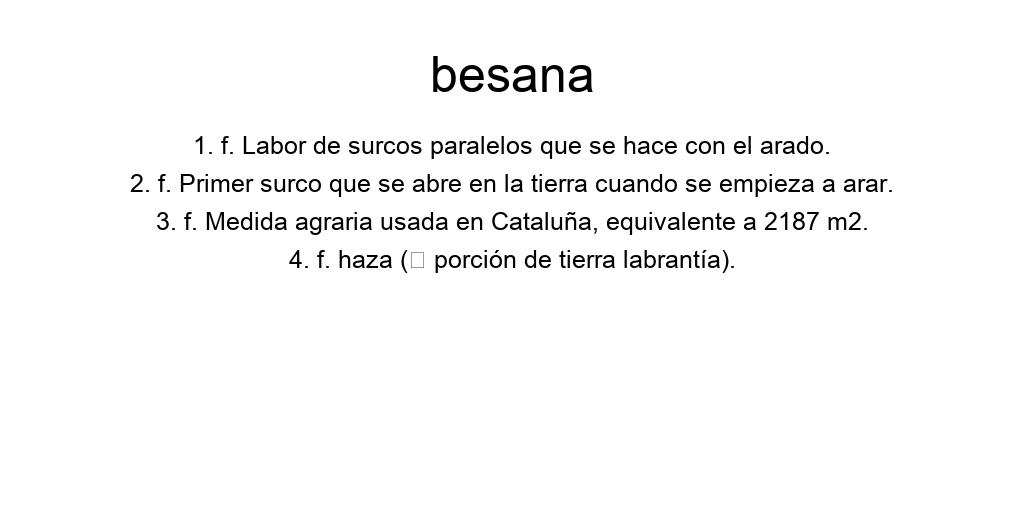 besana
1. f. Labor de surcos paralelos que se hace con el arado.
2. f. Primer surco que se abre en la tierra cuando se empieza a arar.
3. f. Medida agraria usada en Cataluña, equivalente a 2187 m2.
4. f. haza (□ porción de tierra labrantía).